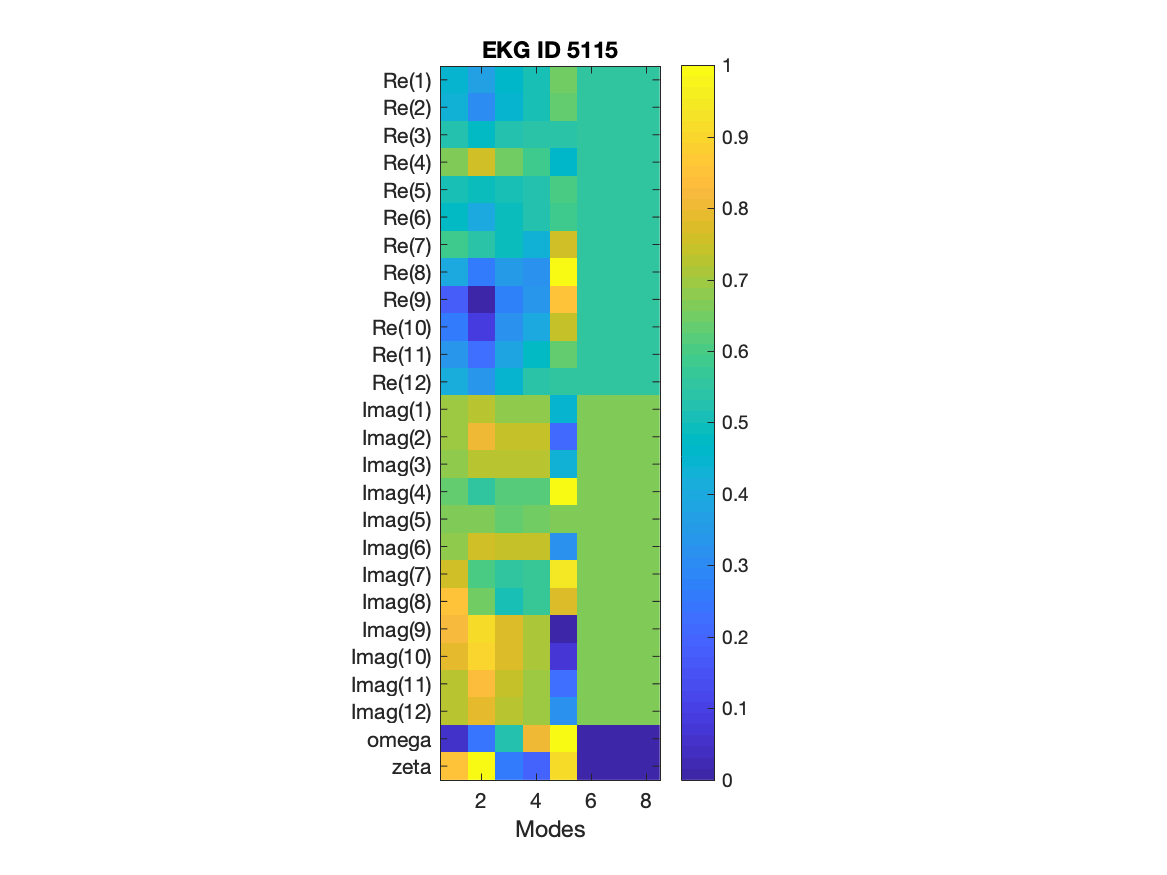 EKG ID 5115
Re(1)
Re(2)
Re(3)
Re(4)
Re(5)
Re(6)
Re(7)
Re(8)
Re(9)
Re(10)
Re(11)
Re(12)
Imag(1)
Imag(2)
Imag(3)
Imag(4)
Imag(5)
Imag(6)
Imag(7)
Imag(8)
Imag(9)
Imag(10)
Imag(11)
Imag(12)
omega
zeta
2 4 6 8
Modes
1
0.9
0.8
0.7
0.6
0.5
0.4
0.3
0.2
0.1
0